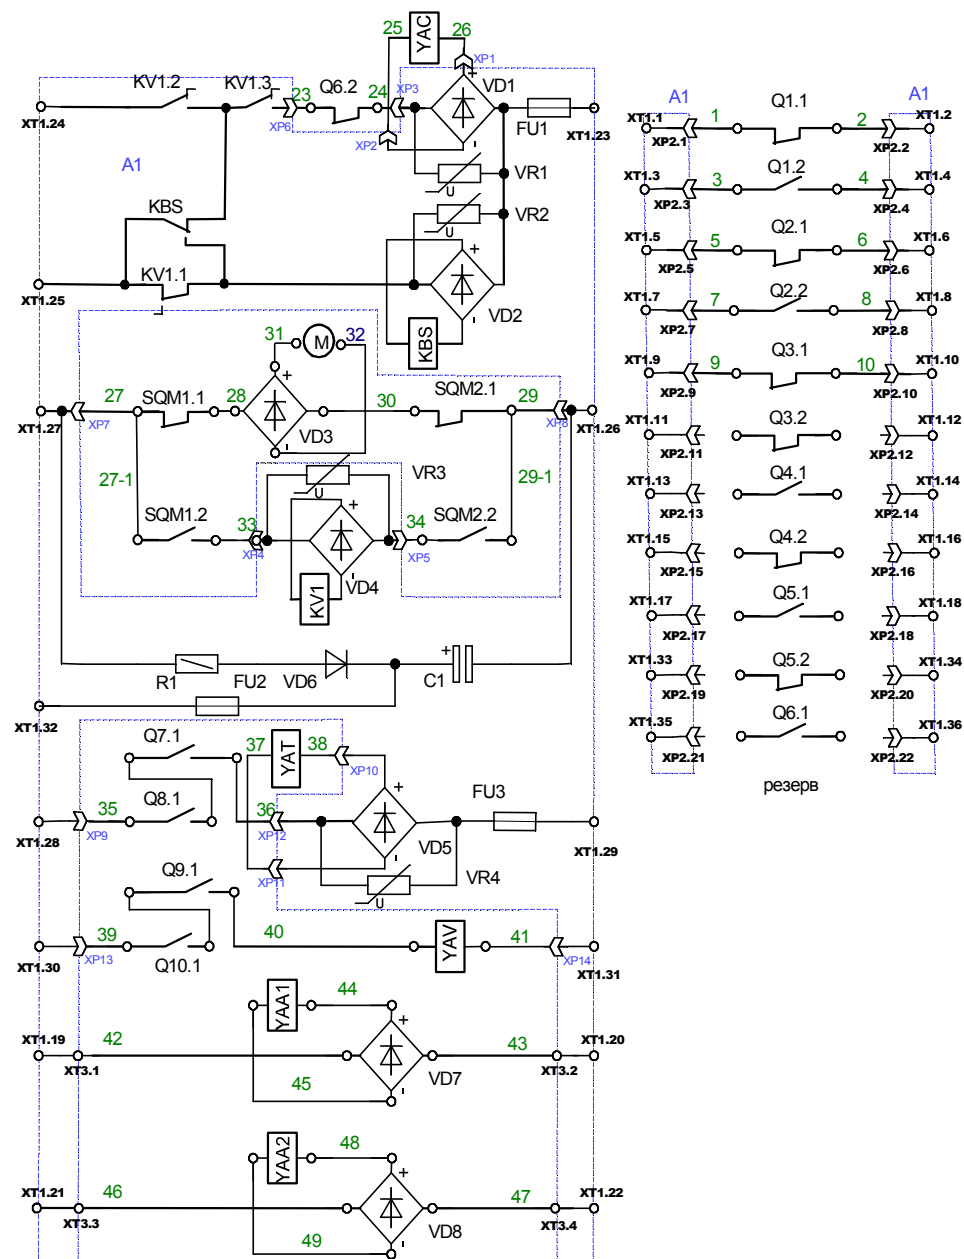 25 YAC 26
XP1
KV1.2 KV1.3 Q6.2 XP3 VD1
23 24
+
-
XT1.24 XP6 XP2 FU1 XT1.23
A1
VR1
U
KBS VR2
U
KV1.1
+
-
XT1.25 VD2
KBS
31 M 32
+
27 SQM1.1 28 30 SQM2.1 29
XT1.27 XP7 VD3 XP8 XT1.26
-
VR3
27-1 U 29-1
SQM1.2 33 + 34 SQM2.2
XP4 XP5
KV1 VD4
-
R1 VD6 + C1
FU2
XT1.32
Q7.1 37 YAT 38
XP10
+
35 Q8.1 36 FU3
XT1.28 XP9 XP12 VD5 XT1.29
-
XP11 VR4
U
Q9.1
39 40 YAV 41
XT1.30 XP13 Q10.1 XP14 XT1.31
YAA1 44
+
XT1.19 42 43 XT1.20
XT3.1 VD7 XT3.2
45 -
YAA2 48
+
XT1.21 46 47 XT1.22
XT3.3 VD8 XT3.4
49 -
A1 Q1.1 A1
XT1.1 1 2 XT1.2
XP2.1 XP2.2
Q1.2
XT1.3 3 4 XT1.4
XP2.3 XP2.4
Q2.1
XT1.5 5 6 XT1.6
XP2.5 XP2.6
Q2.2
XT1.7 7 8 XT1.8
XP2.7 XP2.8
Q3.1
XT1.9 9 10 XT1.10
XP2.9 XP2.10
XT1.11 Q3.2 XT1.12
XP2.11 XP2.12
XT1.13 Q4.1 XT1.14
XP2.13 XP2.14
XT1.15 Q4.2 XT1.16
XP2.15 XP2.16
XT1.17 Q5.1 XT1.18
XP2.17 XP2.18
XT1.33 Q5.2 XT1.34
XP2.19 XP2.20
XT1.35 Q6.1 XT1.36
XP2.21 XP2.22
резерв